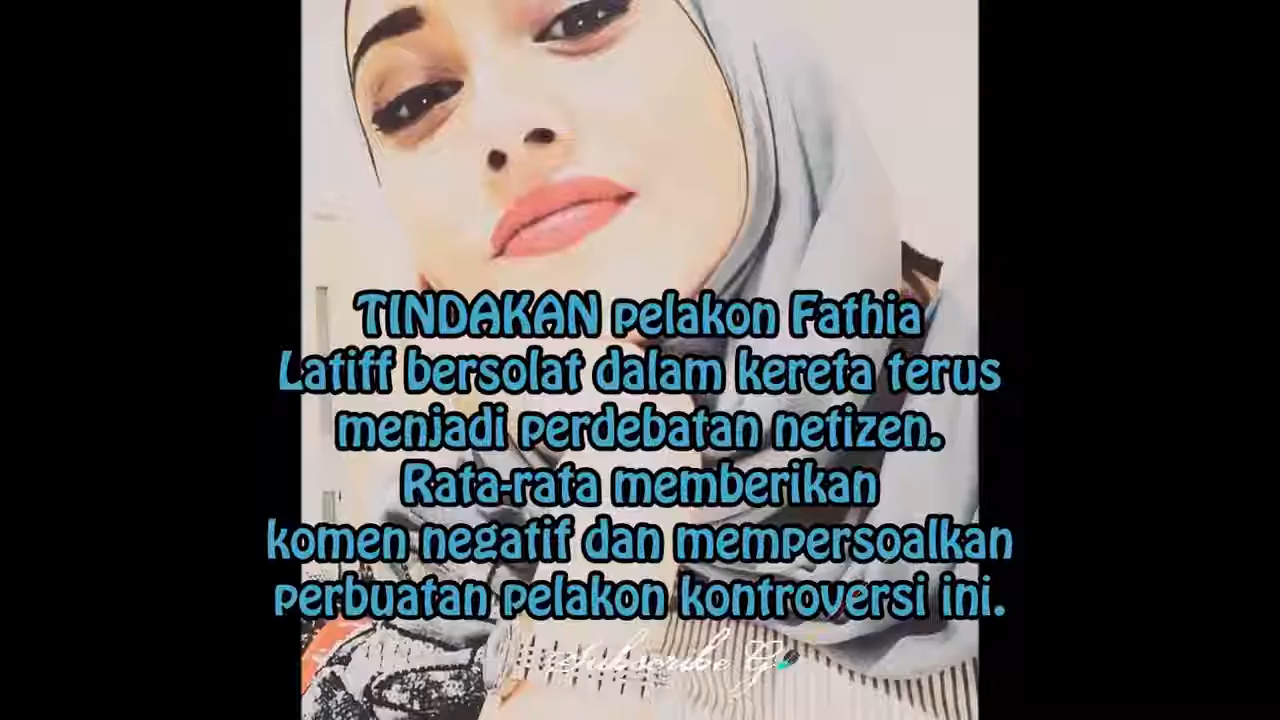 TINDAKAN pelakon Fathia
Latiff bersolat dalam kereta terus
menjadi perdebatan netizen.
Rata-rata memberikan
komen negatif dan mempersoalkan
perbuatan pelakon kontroversi ini.
Subscribe G